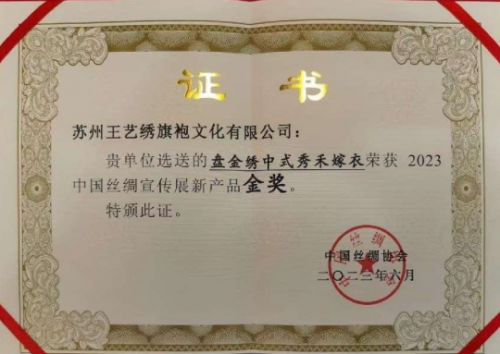 证书
苏州王艺绣旗袍文化有限公司：
贵单位选送的盘金绣中式秀禾嫁衣荣获 2023
中国丝绸宣传展新产品金奖。
特颁此证。
中国丝绸协会
二〇二三年六月